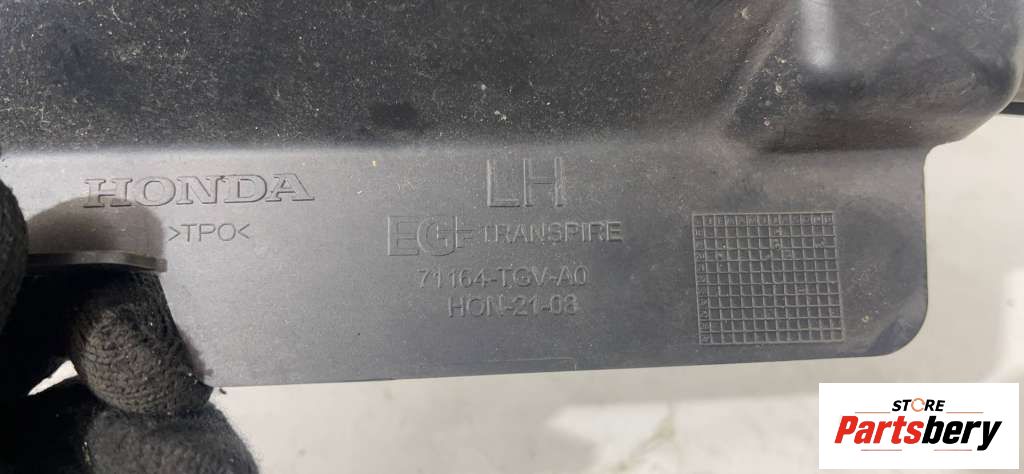 HONDA
LH
>TPO<
TRANSPIRE
71164-TGV-A0
HON-21-08
STORE
Partsbery